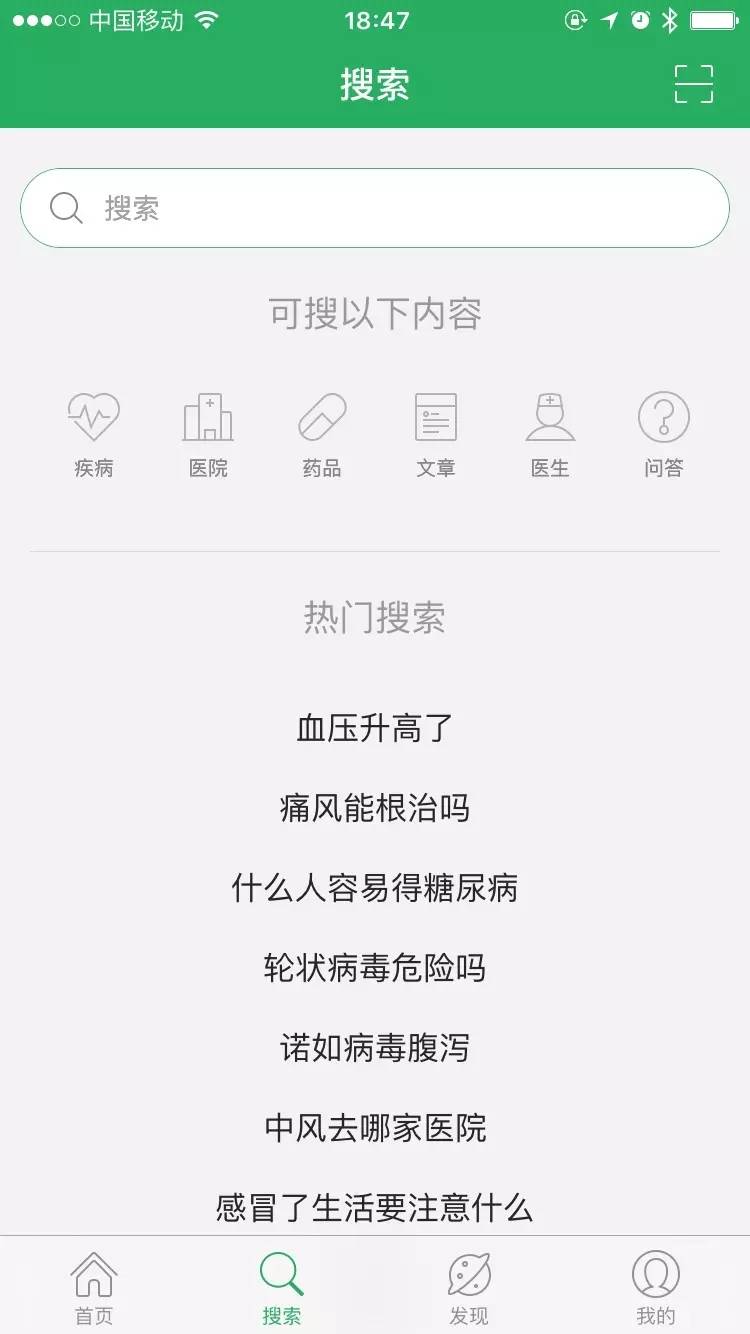 中国移动 18:47
搜索
搜索
可搜以下内容
疾病 医院 药品 文章 医生 问答
热门搜索
血压升高了
痛风能根治吗
什么人容易得糖尿病
轮状病毒危险吗
诺如病毒腹泻
中风去哪家医院
感冒了生活要注意什么
首页 搜索 发现 我的